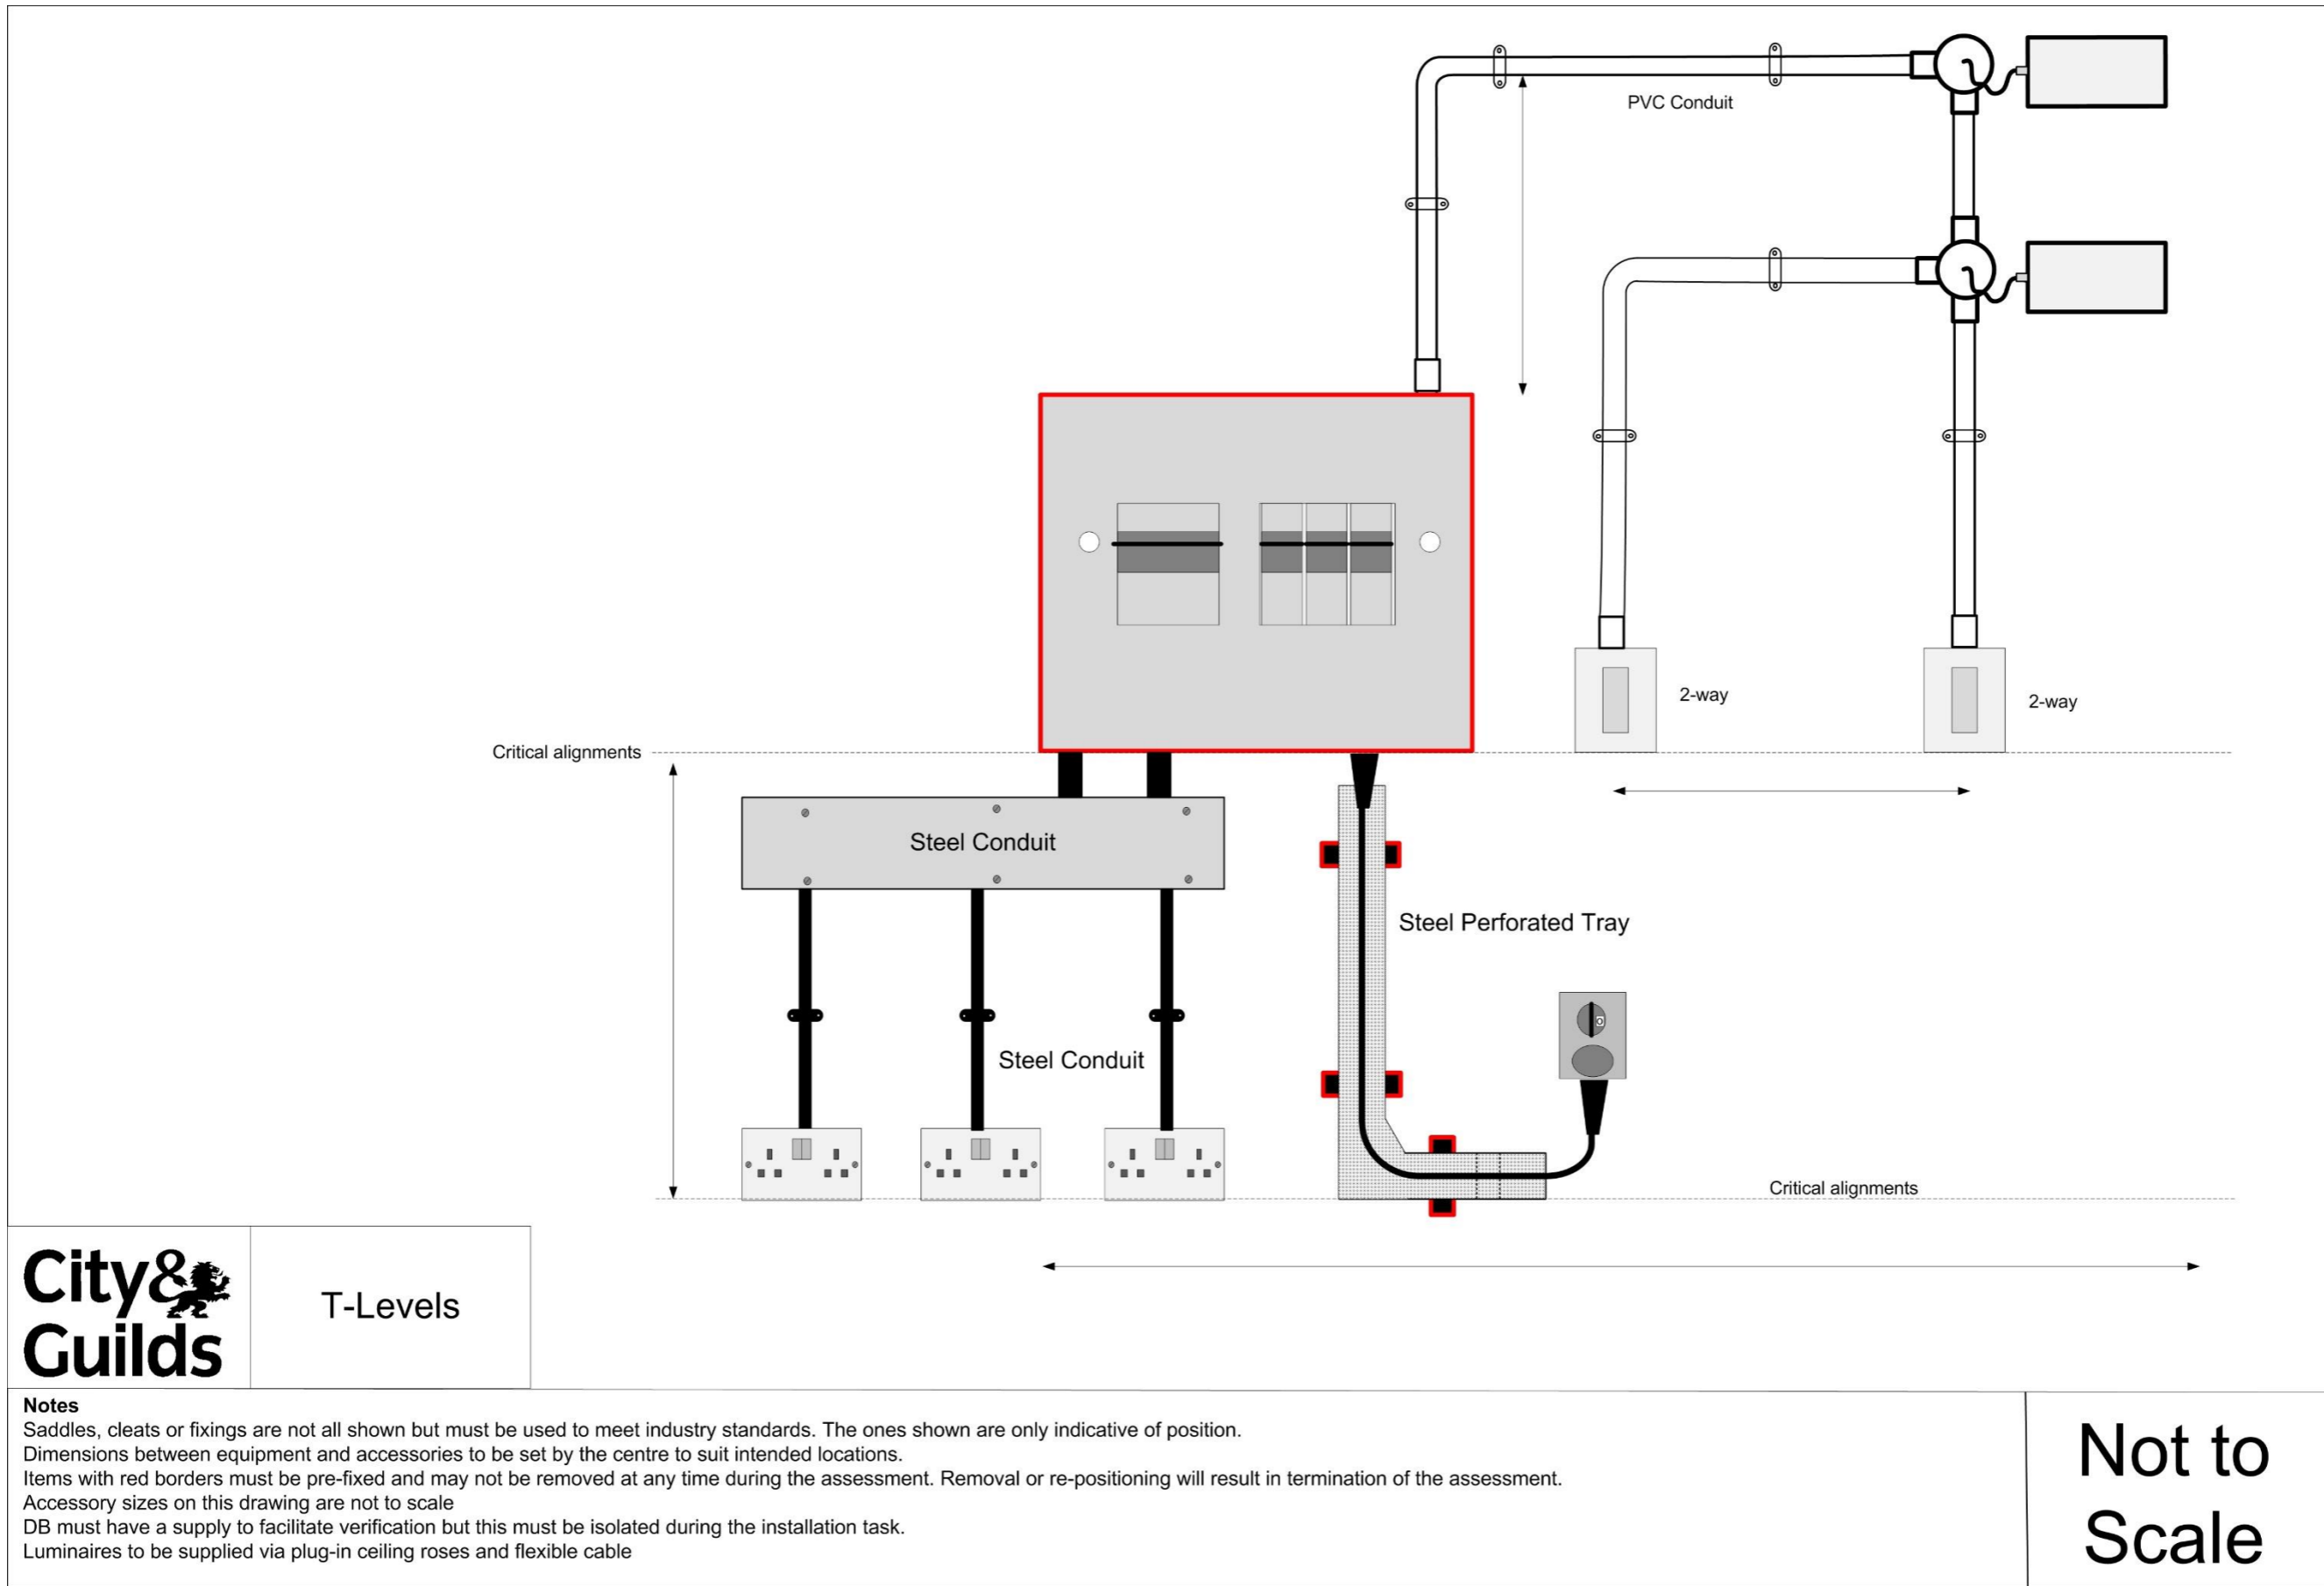 PVC Conduit
2-way
2-way
Critical alignments
Steel Conduit
Steel Perforated Tray
Steel Conduit
Critical alignments
City&
Guilds
T-Levels
Notes
Saddles, cleats or fixings are not all shown but must be used to meet industry standards. The ones shown are only indicative of position.
Dimensions between equipment and accessories to be set by the centre to suit intended locations.
Items with red borders must be pre-fixed and may not be removed at any time during the assessment. Removal or re-positioning will result in termination of the assessment.
Accessory sizes on this drawing are not to scale
DB must have a supply to facilitate verification but this must be isolated during the installation task.
Luminaires to be supplied via plug-in ceiling roses and flexible cable
Not to
Scale